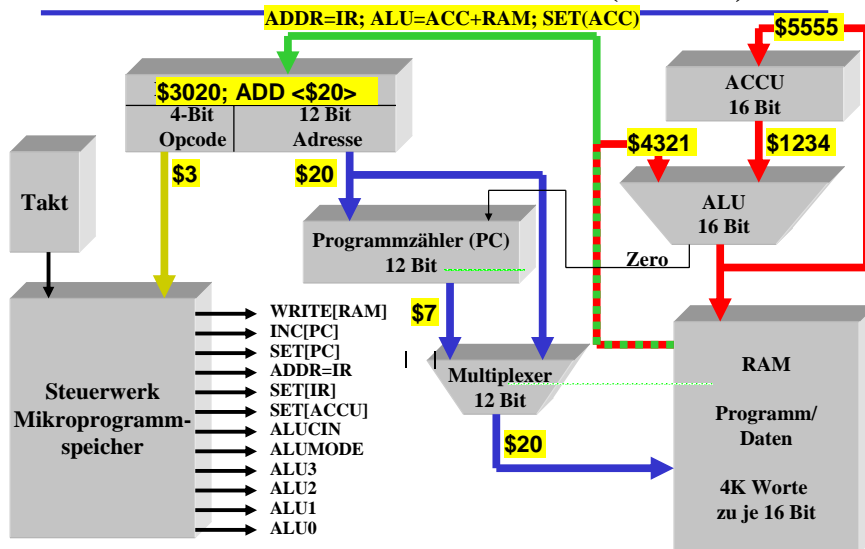 ADDR=IR; ALU=ACC+RAM; SET(ACC)
$5555
$3020; ADD <$20>
4-Bit
Opcode
12 Bit
Adresse
ACCU
16 Bit
$4321
$1234
$3
$20
Takt
ALU
16 Bit
Programmzähler (PC)
12 Bit
Zero
Steuerwerk
Mikroprogramm-
speicher
WRITE[RAM]
INC[PC]
SET[PC]
ADDR=IR
SET[IR]
SET[ACCU]
ALUCIN
ALUMODE
ALU3
ALU2
ALU1
ALU0
$7
Multiplexer
12 Bit
$20
RAM
Programm/
Daten
4K Worte
zu je 16 Bit